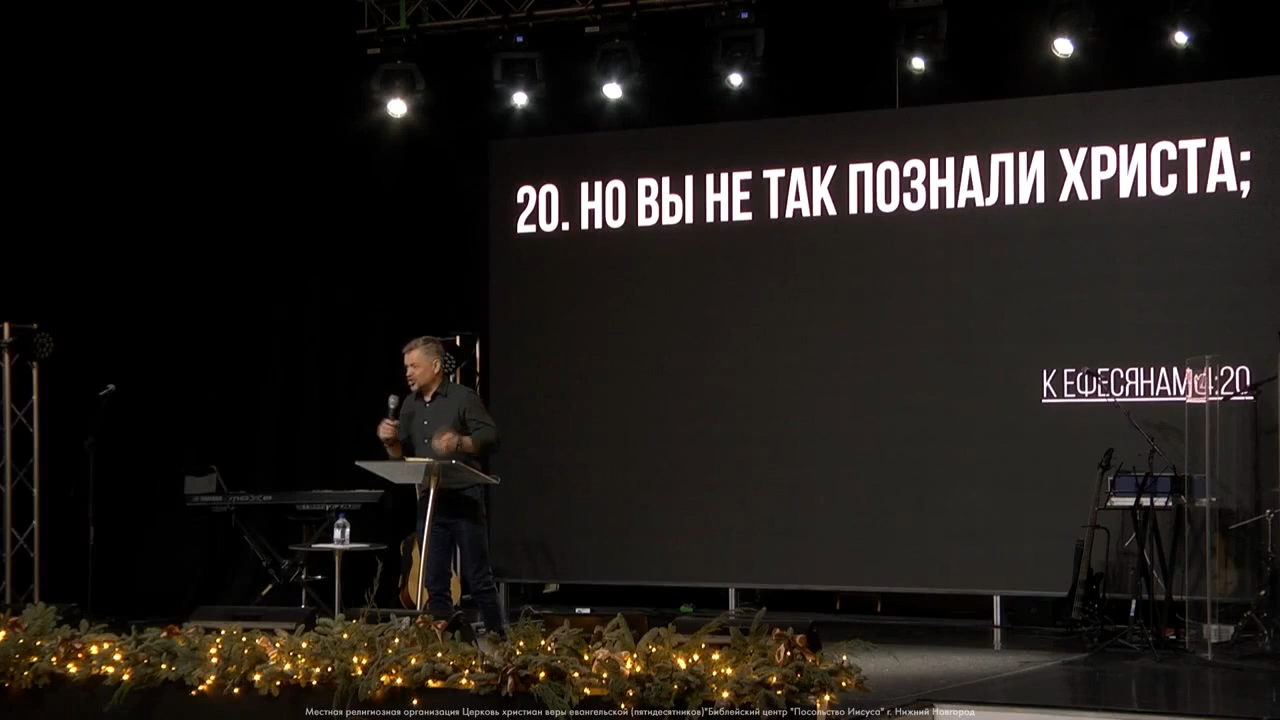 20. НО ВЫ НЕ ТАК ПОЗНАЛИ ХРИСТА;
К ЕФЕСЯНАМ 4:20
Местная религиозная организация Церковь христиан веры евангельской (пятидесятников)"Библейский центр "Посольство Иисуса" г. Нижний Новгород